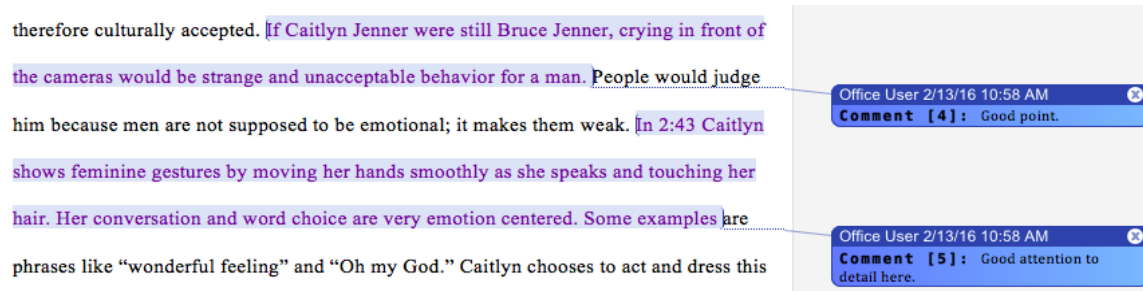 therefore culturally accepted. If Caitlyn Jenner were still Bruce Jenner, crying in front of
the cameras would be strange and unacceptable behavior for a man. People would judge
him because men are not supposed to be emotional; it makes them weak. In 2:43 Caitlyn
shows feminine gestures by moving her hands smoothly as she speaks and touching her
hair. Her conversation and word choice are very emotion centered. Some examples are
phrases like “wonderful feeling” and “Oh my God.” Caitlyn chooses to act and dress this
Office User 2/13/16 10:58 AM
Comment [4]: Good point.
Office User 2/13/16 10:58 AM
Comment [5]: Good attention to
detail here.